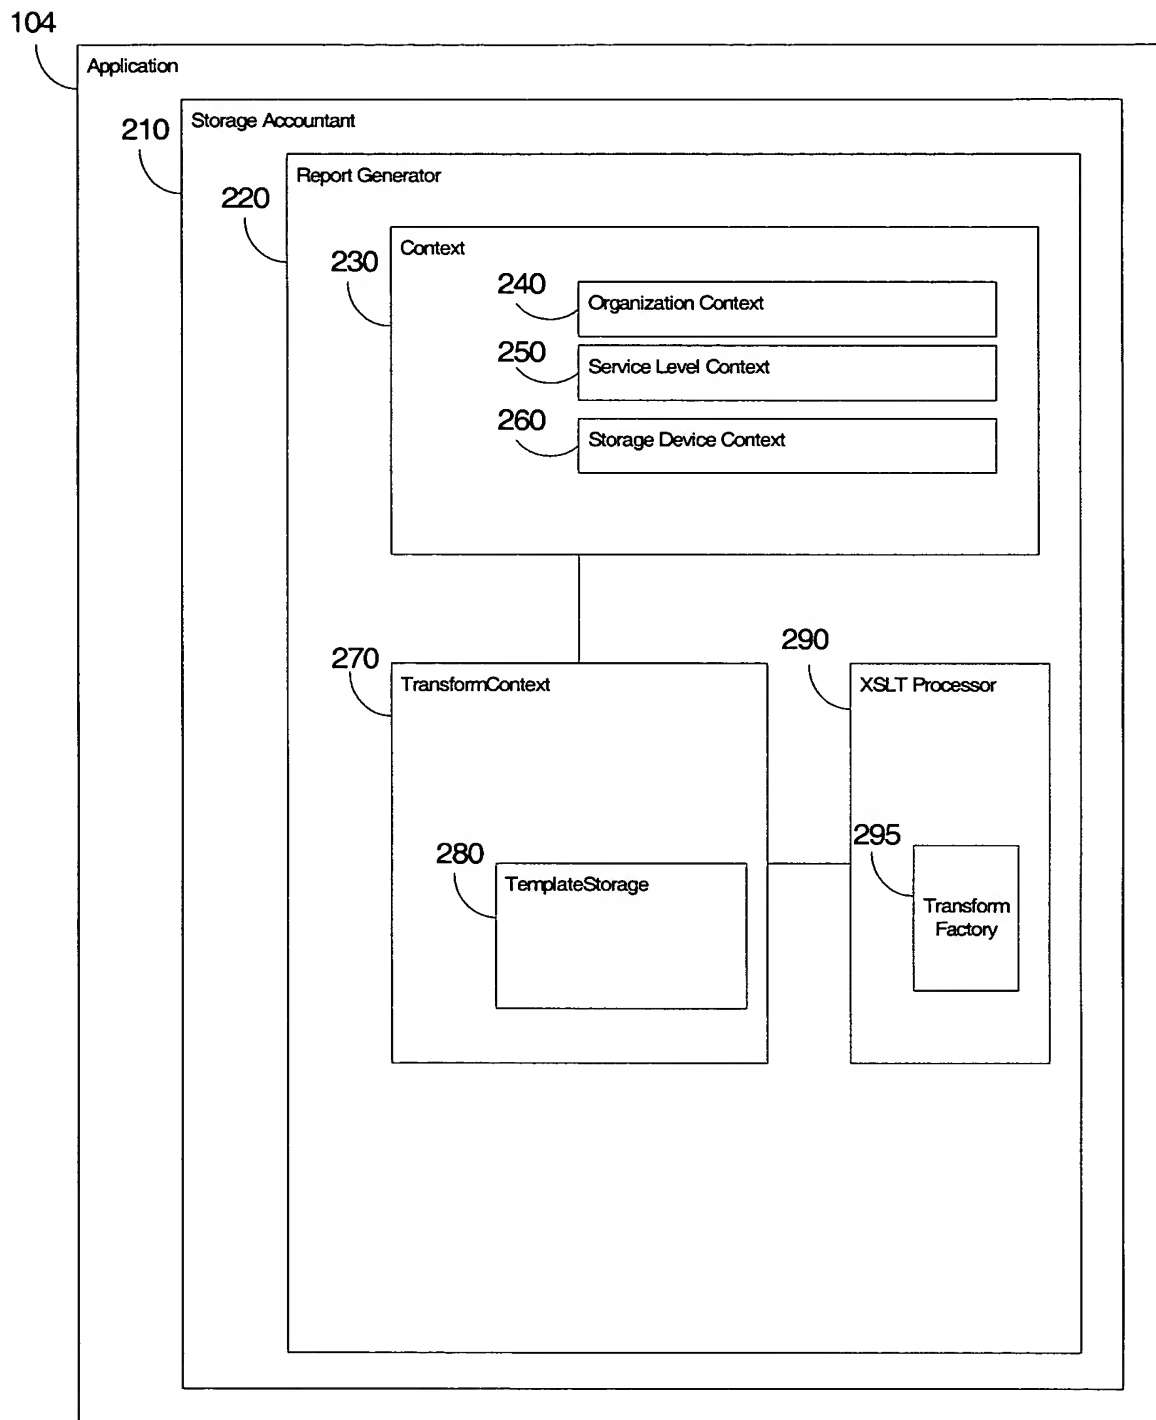 104
Application
210
Storage Accountant
220
Report Generator
230
Context
240
Organization Context
250
Service Level Context
260
Storage Device Context
270
TransformContext
290
XSLT Processor
280
TemplateStorage
295
Transform
Factory